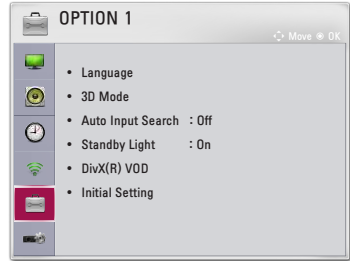 OPTION 1
Move OK
• Language
• 3D Mode
• Auto Input Search : Off
• Standby Light : On
• DivX(R) VOD
• Initial Setting